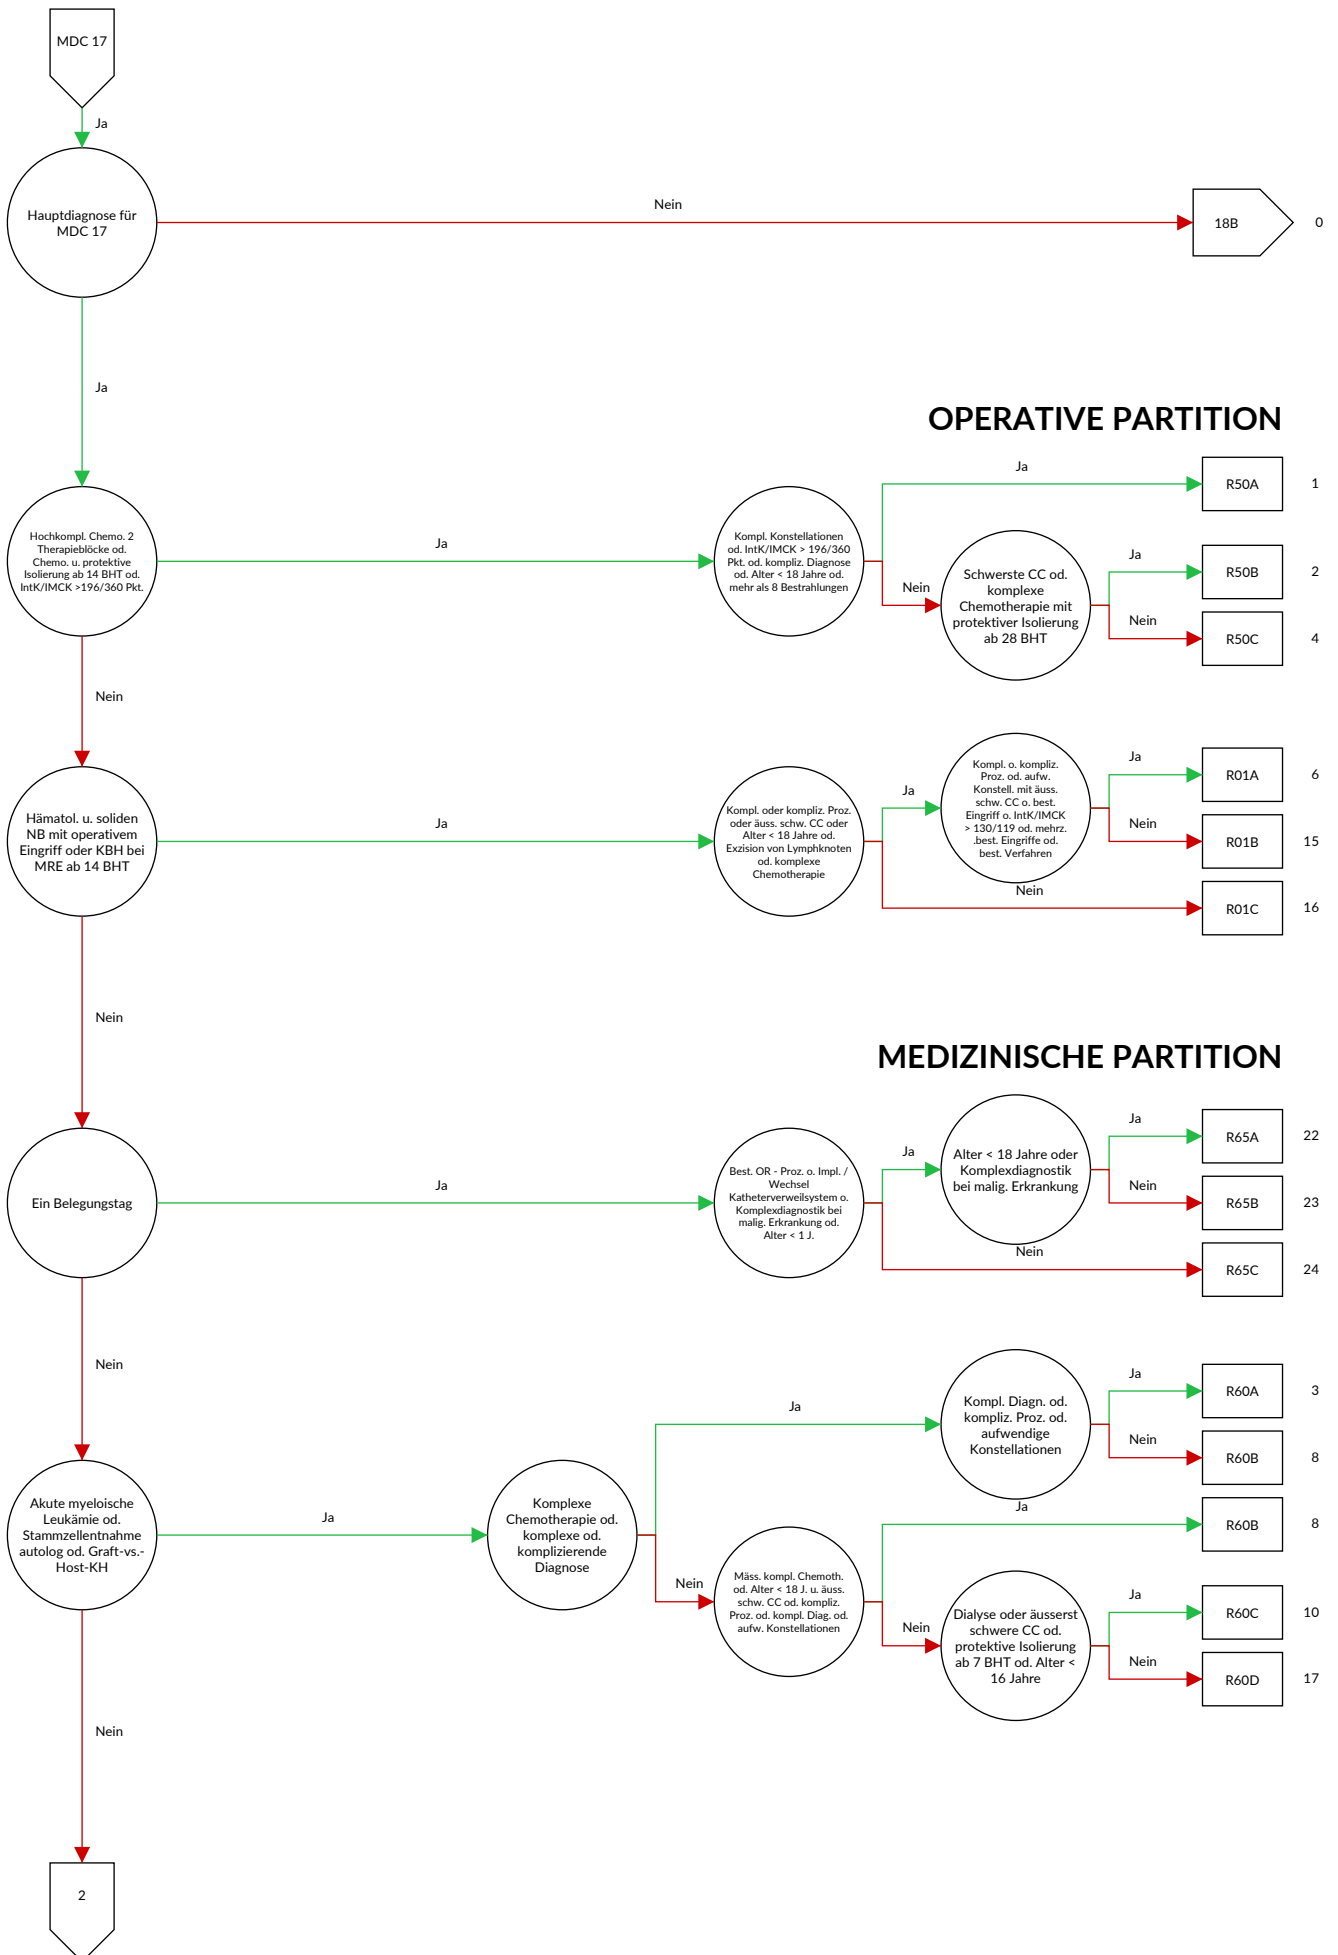 MDC 17
Ja
Hauptdiagnose für
MDC 17
Nein
18B
0
Ja
OPERATIVE PARTITION
Hochkompl. Chemo. 2
Therapieblöcke od.
Chemo. u. protektive
Isolierung ab 14 BHT od.
IntK/IMCK >196/360 Pkt.
Ja
Kompl. Konstellationen
od. IntK/IMCK > 196/360
Pkt. od. kompliz. Diagnose
od. Alter < 18 Jahre od.
mehr als 8 Bestrahlungen
Ja
R50A
1
Nein
Schwerste CC od.
komplexe
Chemotherapie mit
protektiver Isolierung
ab 28 BHT
Ja
R50B
2
Nein
R50C
4
Nein
Hämatol. u. soliden
NB mit operativem
Eingriff oder KBH bei
MRE ab 14 BHT
Ja
Kompl. oder kompliz. Proz.
oder äuss. schw. CC oder
Alter < 18 Jahre od.
Exzision von Lymphknoten
od. komplexe
Chemotherapie
Ja
Kompl. o. kompliz.
Proz. od. aufw.
Konstell. mit äuss.
schw. CC o. best.
Eingriff o. IntK/IMCK
> 130/119 od. mehrz.
.best. Eingriffe od.
best. Verfahren
Ja
R01A
6
Nein
R01B
15
Nein
R01C
16
Nein
MEDIZINISCHE PARTITION
Ein Belegungstag
Ja
Best. OR - Proz. o. Impl. /
Wechsel
Katheterverweilsystem o.
Komplexdiagnostik bei
malig. Erkrankung od.
Alter < 1 J.
Ja
Alter < 18 Jahre oder
Komplexdiagnostik
bei malig. Erkrankung
Ja
R65A
22
Nein
R65B
23
Nein
R65C
24
Nein
Akute myeloische
Leukämie od.
Stammzellentnahme
autolog od. Graft-vs.-
Host-KH
Ja
Komplexe
Chemotherapie od.
komplexe od.
komplizierende
Diagnose
Ja
Kompl. Diagn. od.
kompliz. Proz. od.
aufwendige
Konstellationen
Ja
R60A
3
Nein
R60B
8
Nein
Mäss. kompl. Chemoth.
od. Alter < 18 J. u. äuss.
schw. CC od. kompliz.
Proz. od. kompl. Diag. od.
aufw. Konstellationen
Ja
R60B
8
Nein
Dialyse oder äusserst
schwere CC od.
protektive Isolierung
ab 7 BHT od. Alter <
16 Jahre
Ja
R60C
10
Nein
R60D
17
Nein
2